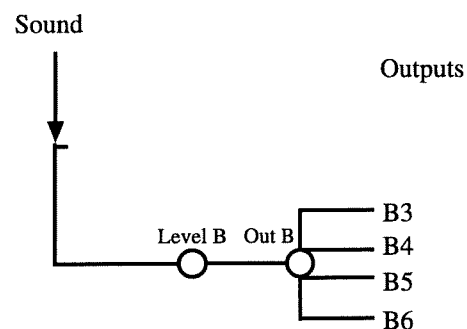 Sound
Outputs
Level B
Out B
B3
B4
B5
B6